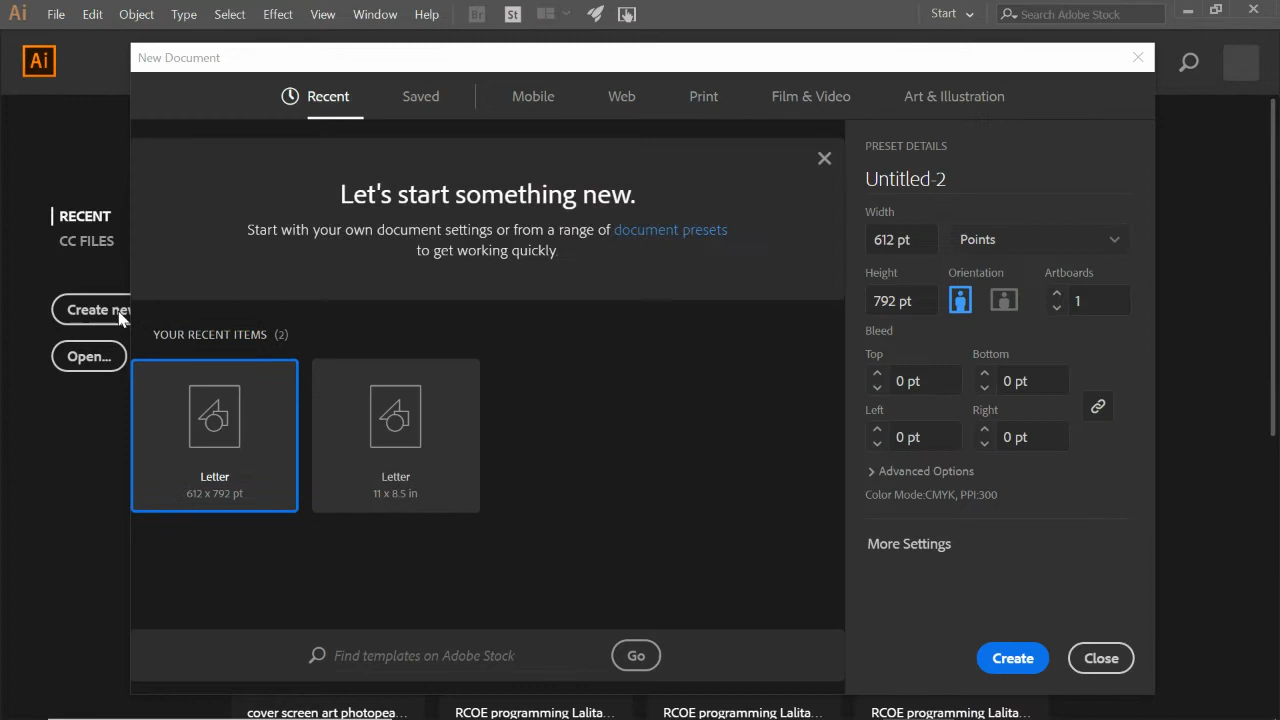 Ai File Edit Object Type Select Effect View Window Help Br St Start Search Adobe Stock
Ai
New Document
Recent Saved Mobile Web Print Film & Video Art & Illustration
Let's start something new.
Start with your own document settings or from a range of document presets
to get working quickly.
RECENT
CC FILES
Create new
Open...
YOUR RECENT ITEMS (2)
Letter
612 x 792 pt
Letter
11 x 8.5 in
Find templates on Adobe Stock Go
PRESET DETAILS
Untitled-2
Width
612 pt Points
Height Orientation Artboards
792 pt 1
Bleed
Top Bottom
0 pt 0 pt
Left Right
0 pt 0 pt
Advanced Options
Color Mode:CMYK, PPI:300
More Settings
Create Close
cover screen art photopea... RCOE programming Lalita... RCOE programming Lalita... RCOE programming Lalita...